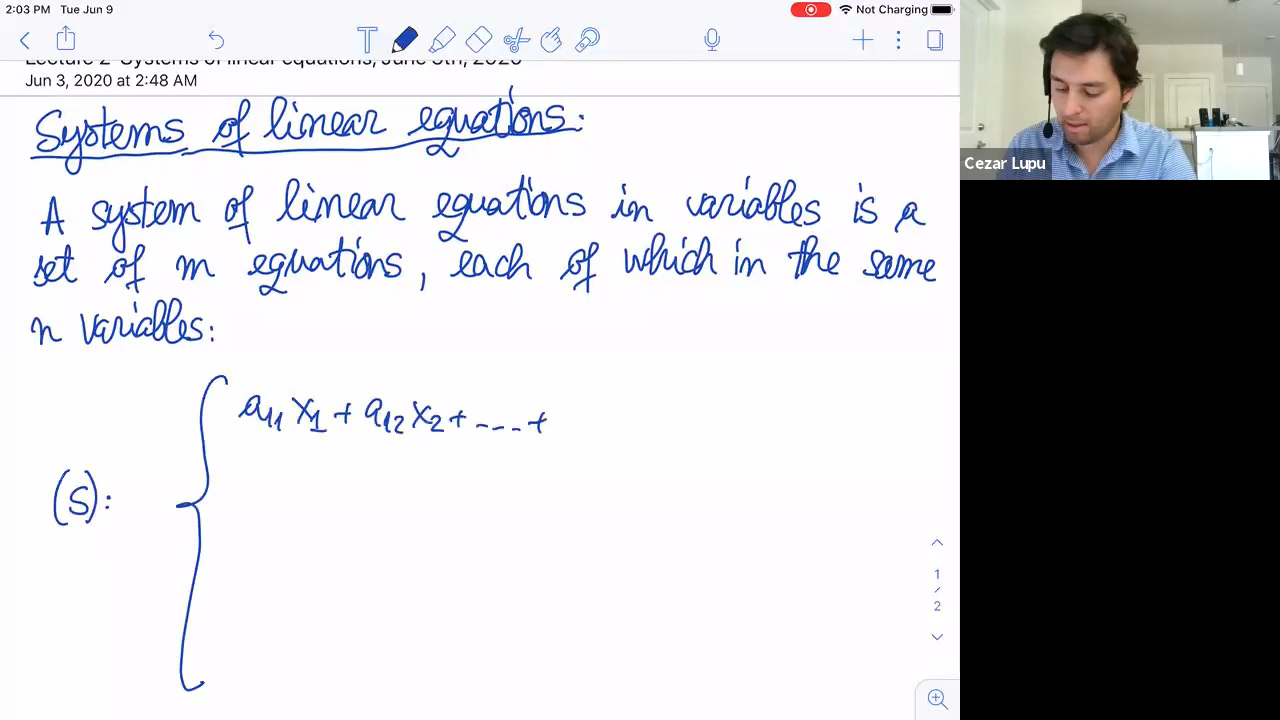 2:03 PM Tue Jun 9
Not Charging
Lecture 2 Systems of linear equations, June 9th, 2020
Jun 3, 2020 at 2:48 AM
Systems of linear equations:
A system of linear equations in variables is a
set of m equations, each of which in the same
n variables:
(S): { a₁₁ x₁ + a₁₂ x₂ + ---- +
Cezar Lupu
1
/
2